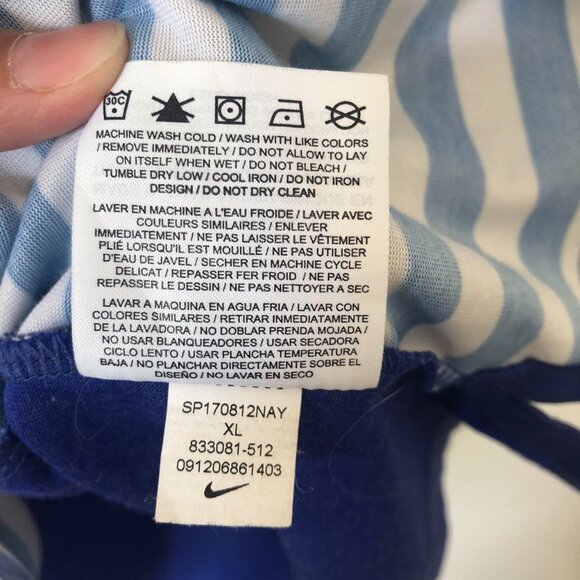 30C
MACHINE WASH COLD / WASH WITH LIKE COLORS
/ REMOVE IMMEDIATELY / DO NOT ALLOW TO LAY
ON ITSELF WHEN WET / DO NOT BLEACH /
TUMBLE DRY LOW / COOL IRON / DO NOT IRON
DESIGN / DO NOT DRY CLEAN
LAVER EN MACHINE A L'EAU FROIDE / LAVER AVEC
COULEURS SIMILAIRES / ENLEVER
IMMEDIATEMENT / NE PAS LAISSER LE VÊTEMENT
PLIÉ LORSQU'IL EST MOUILLÉ / NE PAS UTILISER
D'EAU DE JAVEL / SECHER EN MACHINE CYCLE
DELICAT / REPASSER FER FROID / NE PAS
REPASSER LE DESSIN / NE PAS NETTOYER A SEC
LAVAR A MAQUINA EN AGUA FRIA / LAVAR CON
COLORES SIMILARES / RETIRAR IMMEDIATAMENTE
DE LA LAVADORA / NO DOBLAR PRENDA MOJADA /
NO USAR BLANQUEADORES / USAR SECADORA
CICLO LENTO / USAR PLANCHA TEMPERATURA
BAJA / NO PLANCHAR DIRECTAMENTE SOBRE EL
DISEÑO / NO LAVAR EN SECO
SP170812NAY
XL
833081-512
091206861403